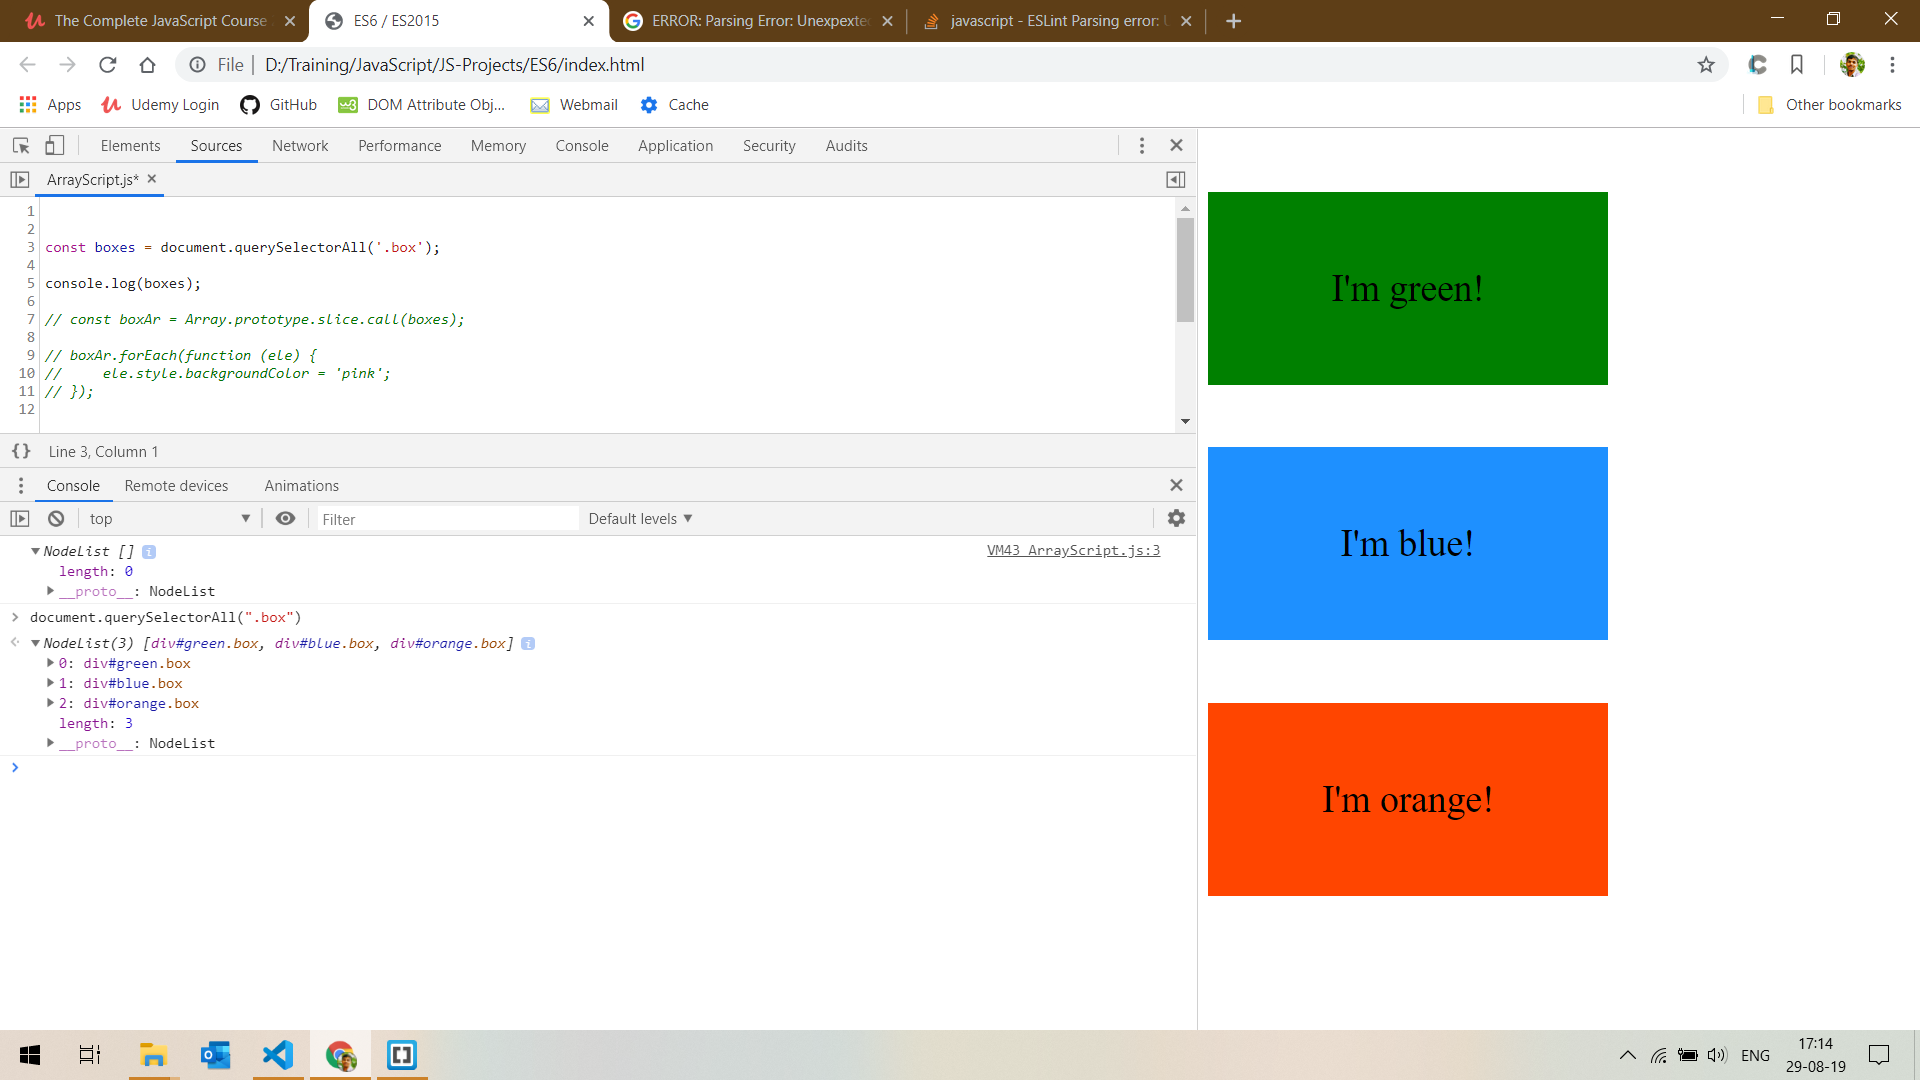 The Complete JavaScript Course
ES6 / ES2015
ERROR: Parsing Error: Unexpexte
javascript - ESLint Parsing error:
File | D:/Training/JavaScript/JS-Projects/ES6/index.html
Apps
Udemy Login
GitHub
DOM Attribute Obj...
Webmail
Cache
Other bookmarks
Elements
Sources
Network
Performance
Memory
Console
Application
Security
Audits
ArrayScript.js*
1
2
3 const boxes = document.querySelectorAll('.box');
4
5 console.log(boxes);
6
7 // const boxAr = Array.prototype.slice.call(boxes);
8
9 // boxAr.forEach(function (ele) {
10 //     ele.style.backgroundColor = 'pink';
11 // });
12
{} Line 3, Column 1
Console
Remote devices
Animations
top
Filter
Default levels
NodeList []
VM43 ArrayScript.js:3
length: 0
__proto__: NodeList
document.querySelectorAll(".box")
NodeList(3) [div#green.box, div#blue.box, div#orange.box]
0: div#green.box
1: div#blue.box
2: div#orange.box
length: 3
__proto__: NodeList
I'm green!
I'm blue!
I'm orange!
ENG
17:14
29-08-19